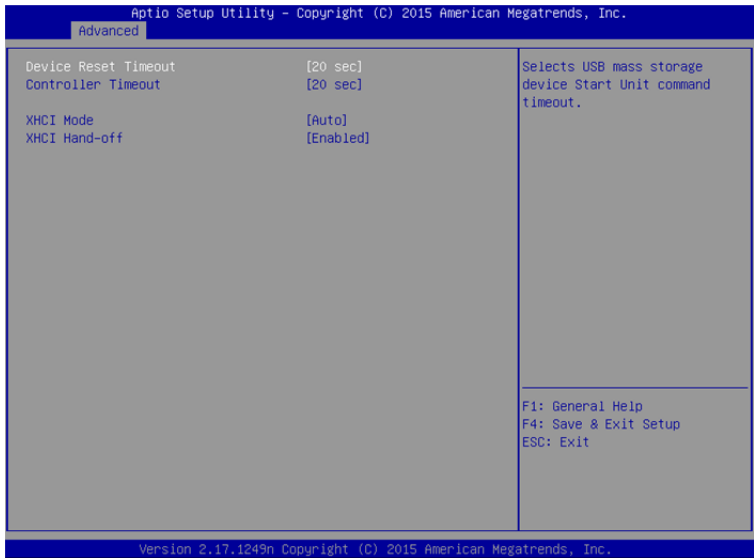 Aptio Setup Utility – Copyright (C) 2015 American Megatrends, Inc.
Advanced
Device Reset Timeout [20 sec]
Controller Timeout [20 sec]
XHCI Mode [Auto]
XHCI Hand-off [Enabled]
Selects USB mass storage
device Start Unit command
timeout.
F1: General Help
F4: Save & Exit Setup
ESC: Exit
Version 2.17.1249n Copyright (C) 2015 American Megatrends, Inc.